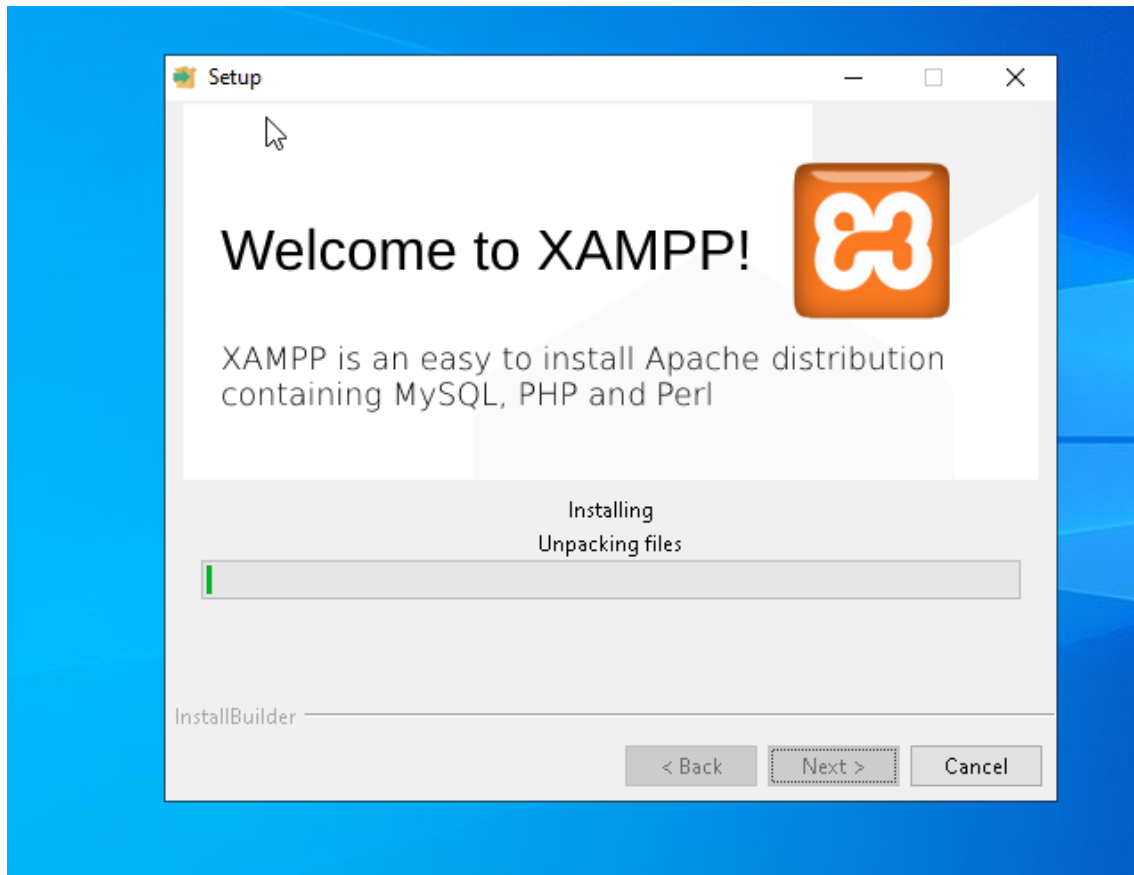 Setup
Welcome to XAMPP!
XAMPP is an easy to install Apache distribution
containing MySQL, PHP and Perl
Installing
Unpacking files
InstallBuilder
< Back
Next >
Cancel